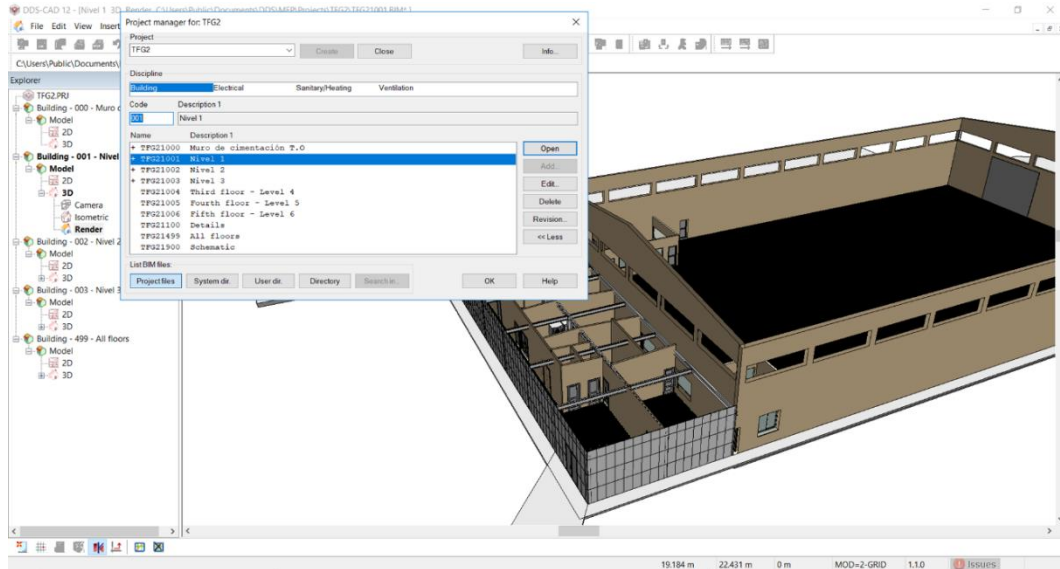 DDS-CAD 12 - [Nivel 1 3D, Render, C:\Users\Public\Documents\DDS\MEP\Projects\TFG2\TFG21001.BIM*]
File Edit View Insert
Project manager for: TFG2
Project
TFG2 Create Close Info...
C:\Users\Public\Documents\
Explorer
TFG2.PRJ
Building - 000 - Muro
Model
2D
3D
Building - 001 - Nivel
Model
2D
3D
Camera
Isometric
Render
Building - 002 - Nivel 2
Model
2D
3D
Building - 003 - Nivel 3
Model
2D
3D
Building - 499 - All floors
Model
2D
3D
Discipline
Building Electrical Sanitary/Heating Ventilation
Code Description 1
001 Nivel 1
Name Description 1
+ TFG21000 Muro de cimentación T.0
+ TFG21001 Nivel 1
+ TFG21002 Nivel 2
+ TFG21003 Nivel 3
TFG21004 Third floor - Level 4
TFG21005 Fourth floor - Level 5
TFG21006 Fifth floor - Level 6
TFG21100 Details
TFG21499 All floors
TFG21900 Schematic
Open
Add...
Edit...
Delete
Revision...
<< Less
List BIM files:
Project files System dir. User dir. Directory Search in... OK Help
19.184 m 22.431 m 0 m MOD=2-GRID 1.1.0 Issues